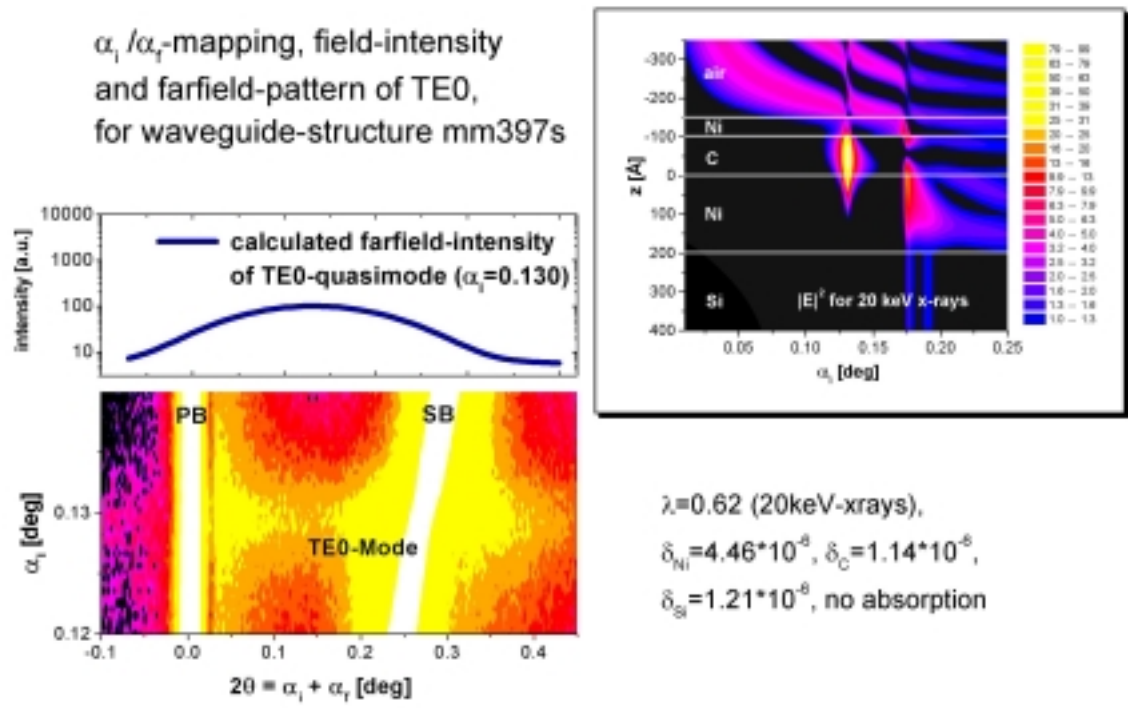 αᵢ /α_f-mapping, field-intensity
and farfield-pattern of TE0,
for waveguide-structure mm397s
intensity [a.u.]
10000
1000
100
10
calculated farfield-intensity
of TE0-quasimode (αᵢ=0.130)
αᵢ [deg]
0.13
0.12
PB
SB
TE0-Mode
-0.1 0.0 0.1 0.2 0.3 0.4
2θ = αᵢ + α_f [deg]
z [Å]
-300
-200
-100
0
100
200
300
400
air
Ni
C
Ni
Si
|E|² for 20 keV x-rays
0.05 0.10 0.15 0.20 0.25
αᵢ [deg]
λ=0.62 (20keV-xrays),
δ_Ni=4.46*10⁻⁶, δ_C=1.14*10⁻⁶,
δ_Si=1.21*10⁻⁶, no absorption